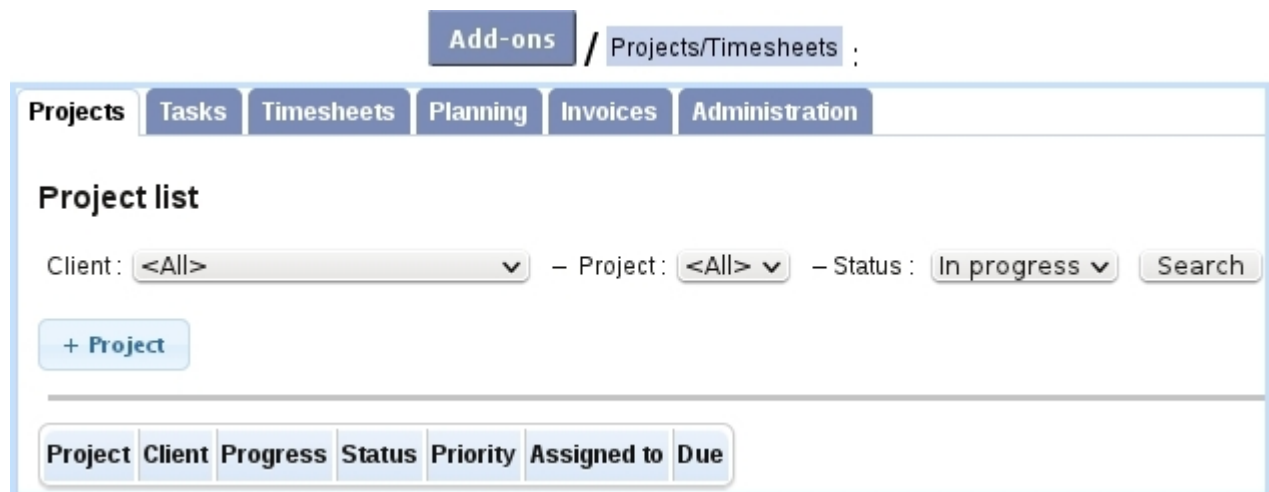 Add-ons / Projects/Timesheets :
Projects Tasks Timesheets Planning Invoices Administration
Project list
Client : <All> – Project : <All> – Status : In progress Search
+ Project
Project Client Progress Status Priority Assigned to Due